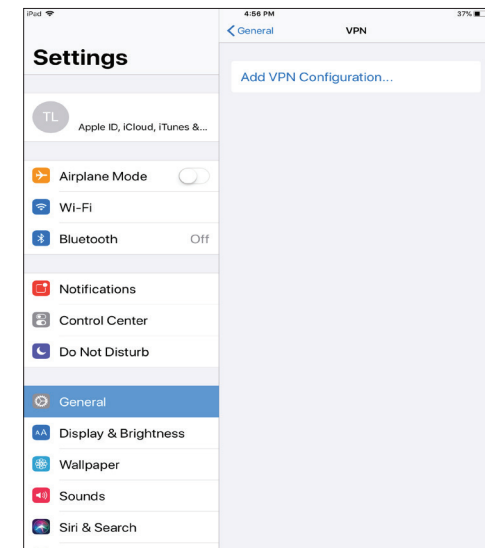 iPad 4:56 PM 37%
General VPN
Settings
Add VPN Configuration...
TL
Apple ID, iCloud, iTunes &...
Airplane Mode
Wi-Fi
Bluetooth Off
Notifications
Control Center
Do Not Disturb
General
AA Display & Brightness
Wallpaper
Sounds
Siri & Search